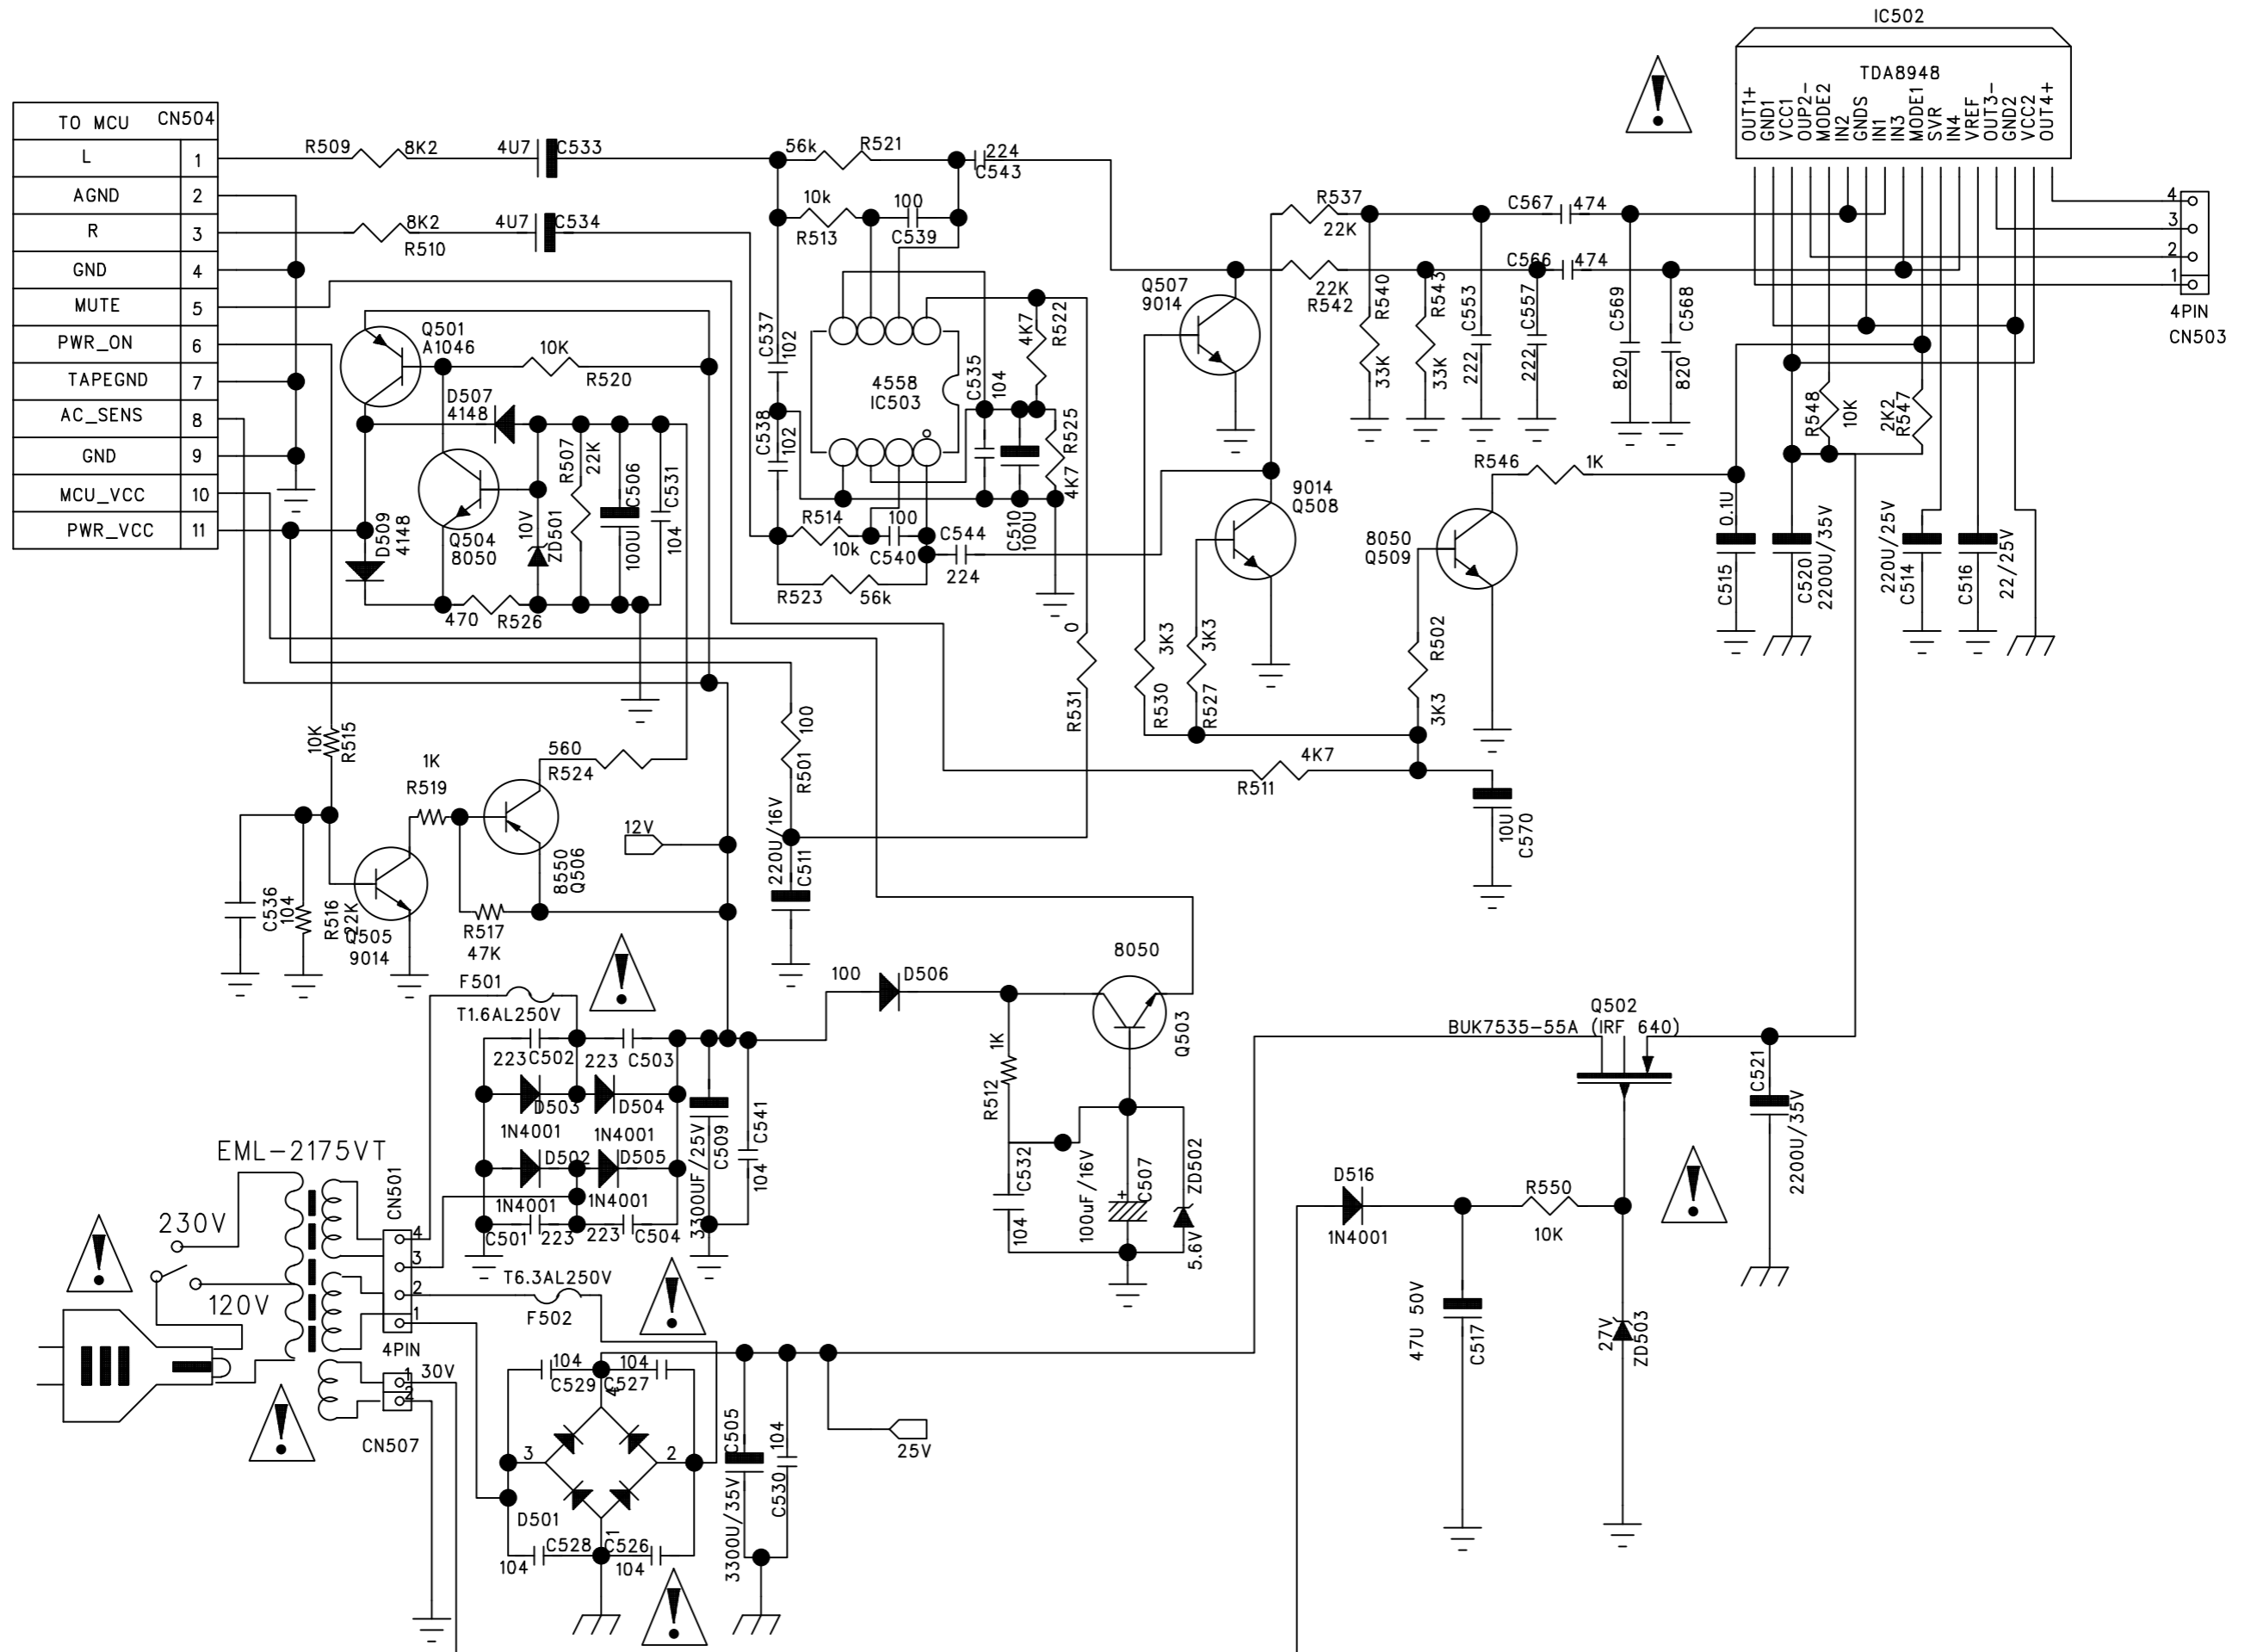 IC502
TDA8948
OUT1+
GND1
VCC1
OUP2-
MODE2
IN2
GNDS
IN1
IN3
MODE1
SVR
IN4
VREF
OUT3-
GND2
VCC2
OUT4+
TO MCU CN504
L 1
AGND 2
R 3
GND 4
MUTE 5
PWR_ON 6
TAPEGND 7
AC_SENS 8
GND 9
MCU_VCC 10
PWR_VCC 11
R509 8K2
4U7 C533
8K2
R510
4U7 C534
56k R521
224
C543
10k
R513
100
C539
C537
102
C538
102
4558
IC503
C535
104
4K7
R522
R525
4K7
C510
100U
R514
10k
100
C540
C544
224
R523 56k
Q501
A1046
10K
R520
D507
4148
D509
4148
Q504
8050
10V
ZD501
R507
22K
C506
100U
C531
104
470 R526
Q507
9014
9014
Q508
R537
22K
22K
R542
R540
33K
R543
33K
C553
222
C557
222
C567 474
C566 474
C569
820
C568
820
4
3
2
1
4PIN
CN503
R548
10K
2K2
R547
R546 1K
8050
Q509
C515 0.1U
C520
2200U/35V
220U/25V
C514
C516
22/25V
R531 0
R530
3K3
R527
3K3
R502
3K3
4K7
R511
10U
C570
10K
R515
1K
R519
560
R524
8550
Q506
12V
R501 100
220U/16V
C511
C536
104
R516
22K
Q505
9014
R517
47K
F501
T1.6AL250V
223 C502
223 C503
D503
D504
1N4001
1N4001
D502
D505
1N4001
1N4001
C501 223
223 C504
3300UF/25V
C509
C541
104
100 D506
8050
Q503
1K
R512
C532
104
100uF/16V
+
C507
ZD502
5.6V
Q502
BUK7535-55A (IRF 640)
C521
2200U/35V
D516
1N4001
R550
10K
47U 50V
C517
27V
ZD503
EML-2175VT
230V
120V
CN501
4
3
2
1
4PIN
1
2
30V
CN507
T6.3AL250V
F502
104
C529
104
C527
4
3
2
1
D501
104
C528
C526
104
C505
3300U/35V
104
C530
25V